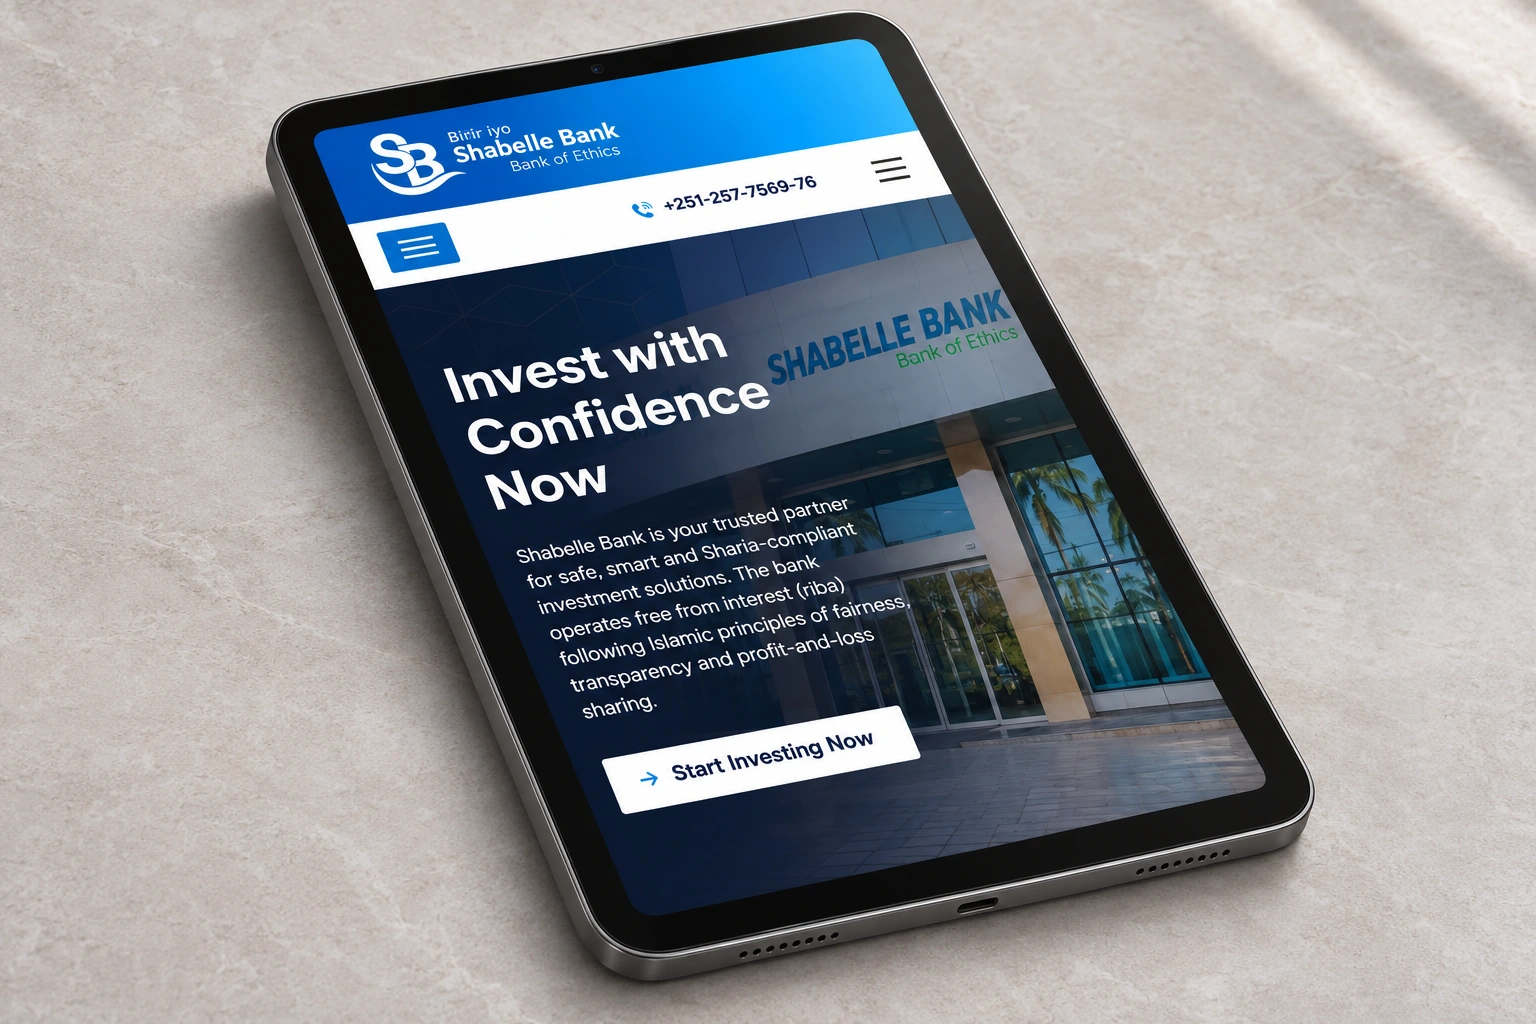 SB
Birir iyo
Shabelle Bank
Bank of Ethics
+251-257-7569-76
SHABELLE BANK
Bank of Ethics
Invest with
Confidence
Now
Shabelle Bank is your trusted partner
for safe, smart and Sharia-compliant
investment solutions. The bank
operates free from interest (riba)
following Islamic principles of fairness,
transparency and profit-and-loss
sharing.
Start Investing Now